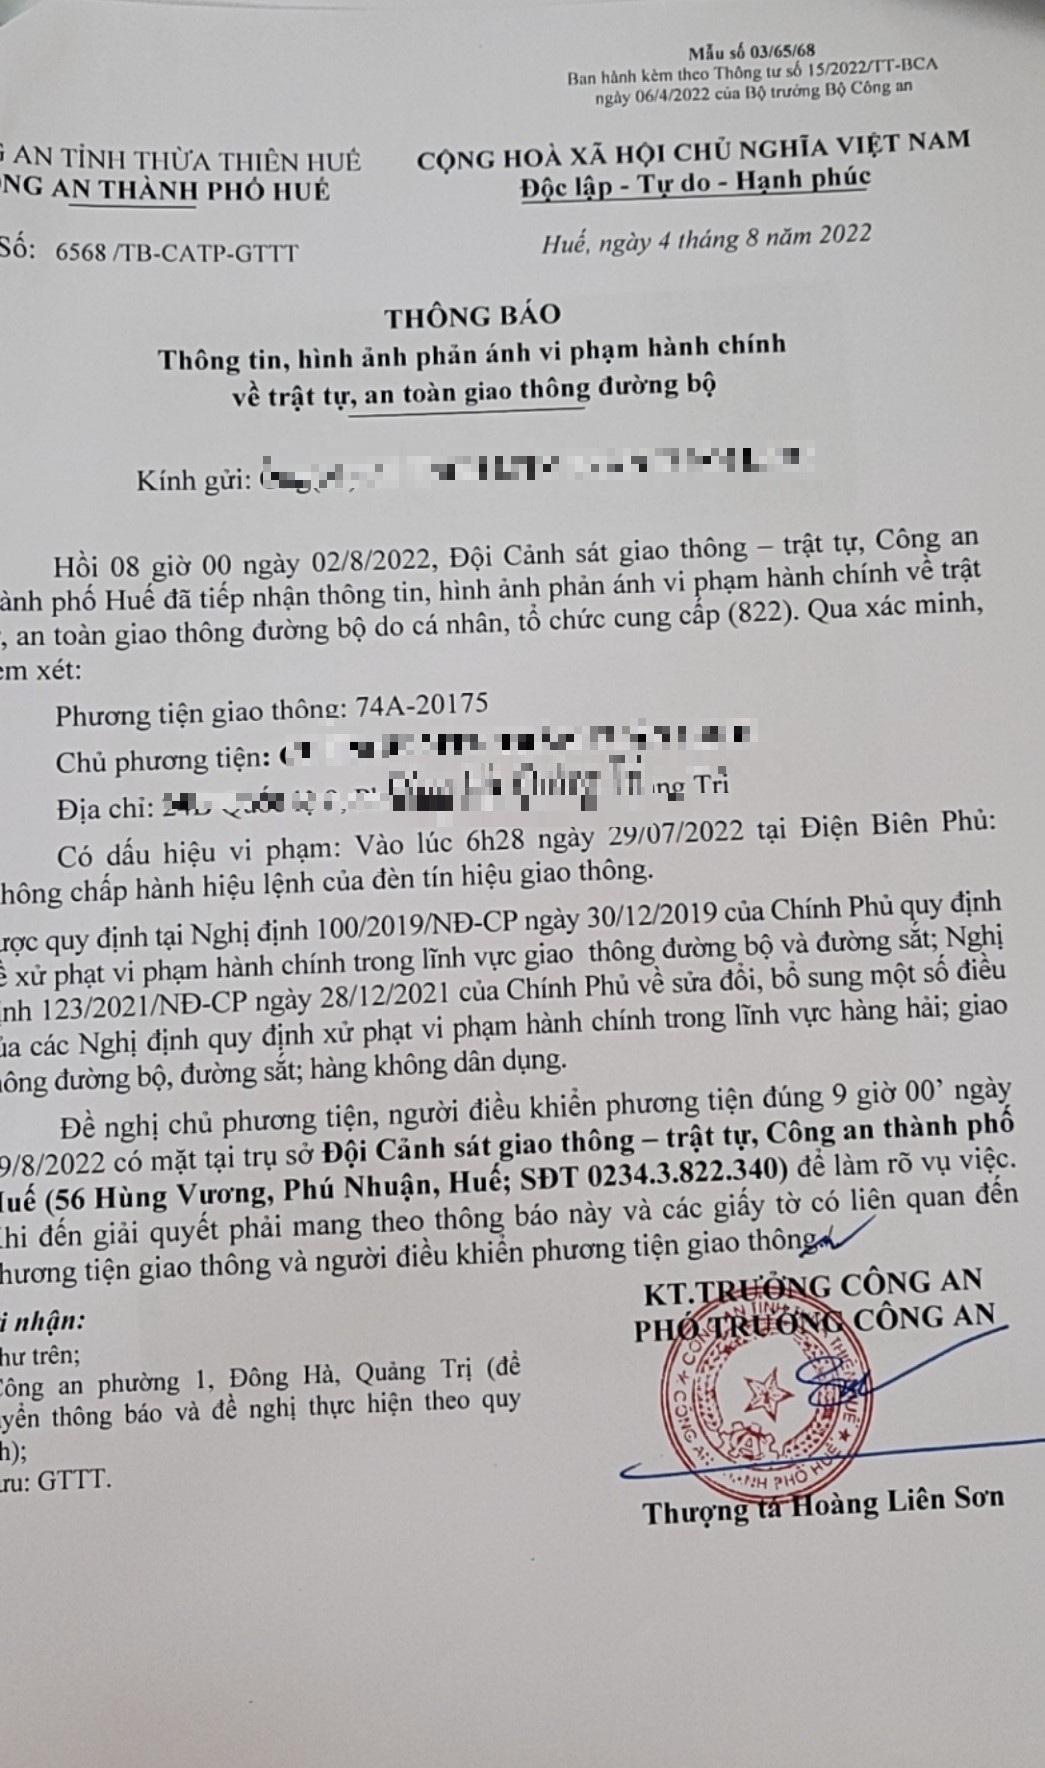 Mẫu số 03/65/68
Ban hành kèm theo Thông tư số 15/2022/TT-BCA
ngày 06/4/2022 của Bộ trưởng Bộ Công an
AN TỈNH THỪA THIÊN HUẾ
CỘNG HOÀ XÃ HỘI CHỦ NGHĨA VIỆT NAM
NG AN THÀNH PHỐ HUẾ
Độc lập - Tự do - Hạnh phúc
Số: 6568 /TB-CATP-GTTT
Huế, ngày 4 tháng 8 năm 2022
THÔNG BÁO
Thông tin, hình ảnh phản ánh vi phạm hành chính
về trật tự, an toàn giao thông đường bộ
Kính gửi:
Hồi 08 giờ 00 ngày 02/8/2022, Đội Cảnh sát giao thông – trật tự, Công an
ành phố Huế đã tiếp nhận thông tin, hình ảnh phản ánh vi phạm hành chính về trật
, an toàn giao thông đường bộ do cá nhân, tổ chức cung cấp (822). Qua xác minh,
em xét:
Phương tiện giao thông: 74A-20175
Chủ phương tiện:
Địa chỉ: ng Trị
Có dấu hiệu vi phạm: Vào lúc 6h28 ngày 29/07/2022 tại Điện Biên Phủ:
hông chấp hành hiệu lệnh của đèn tín hiệu giao thông.
ược quy định tại Nghị định 100/2019/NĐ-CP ngày 30/12/2019 của Chính Phủ quy định
ề xử phạt vi phạm hành chính trong lĩnh vực giao thông đường bộ và đường sắt; Nghị
ịnh 123/2021/NĐ-CP ngày 28/12/2021 của Chính Phủ về sửa đổi, bổ sung một số điều
ủa các Nghị định quy định xử phạt vi phạm hành chính trong lĩnh vực hàng hải; giao
hông đường bộ, đường sắt; hàng không dân dụng.
Đề nghị chủ phương tiện, người điều khiển phương tiện đúng 9 giờ 00’ ngày
9/8/2022 có mặt tại trụ sở Đội Cảnh sát giao thông – trật tự, Công an thành phố
Huế (56 Hùng Vương, Phú Nhuận, Huế; SĐT 0234.3.822.340) để làm rõ vụ việc.
Khi đến giải quyết phải mang theo thông báo này và các giấy tờ có liên quan đến
hương tiện giao thông và người điều khiển phương tiện giao thông.
KT.TRƯỞNG CÔNG AN
PHÓ TRƯỞNG CÔNG AN
i nhận:
hư trên;
Công an phường 1, Đông Hà, Quảng Trị (để
yển thông báo và đề nghị thực hiện theo quy
h);
ưu: GTTT.
Thượng tá Hoàng Liên Sơn